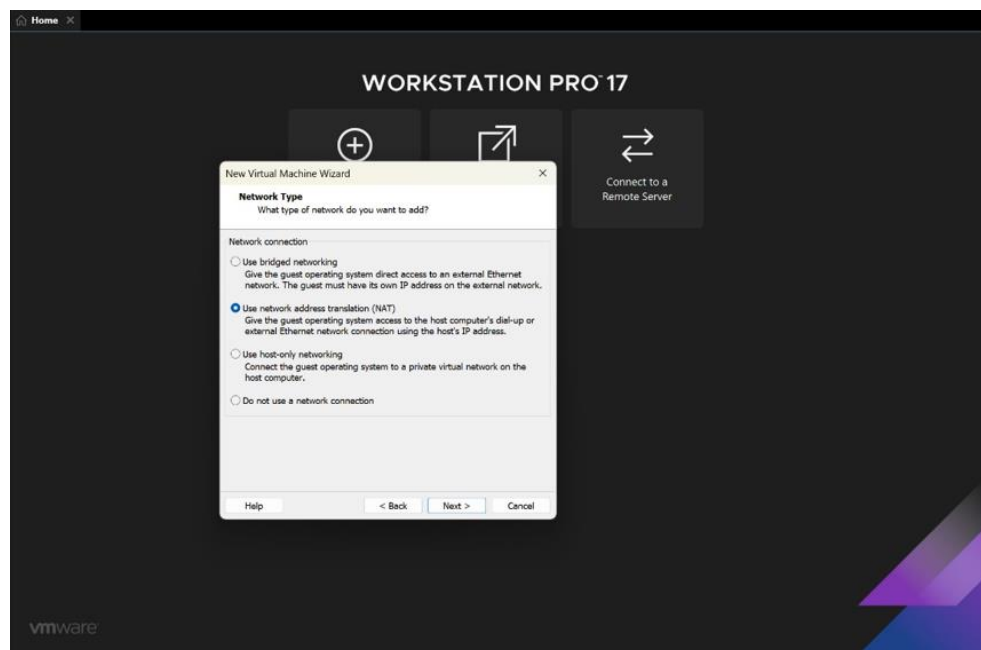 Home
WORKSTATION PRO™ 17
Connect to a
Remote Server
New Virtual Machine Wizard
Network Type
What type of network do you want to add?
Network connection
Use bridged networking
Give the guest operating system direct access to an external Ethernet
network. The guest must have its own IP address on the external network.
Use network address translation (NAT)
Give the guest operating system access to the host computer's dial-up or
external Ethernet network connection using the host's IP address.
Use host-only networking
Connect the guest operating system to a private virtual network on the
host computer.
Do not use a network connection
Help
< Back
Next >
Cancel
vmware